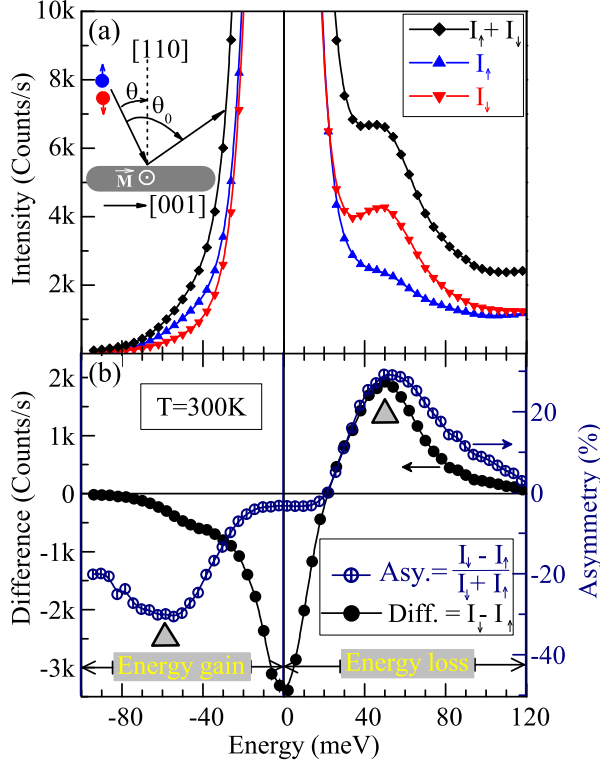 (a)
[110]
θ
θ₀
M
[001]
I↑+ I↓
I↑
I↓
10k
8k
6k
4k
2k
Intensity (Counts/s)
(b)
T=300K
2k
1k
0
-1k
-2k
-3k
Difference (Counts/s)
20
0
-20
-40
Asymmetry (%)
Asy.= I↓ - I↑ / I↓+ I↑
Diff.= I↓- I↑
Energy gain
Energy loss
-80
-40
0
40
80
120
Energy (meV)